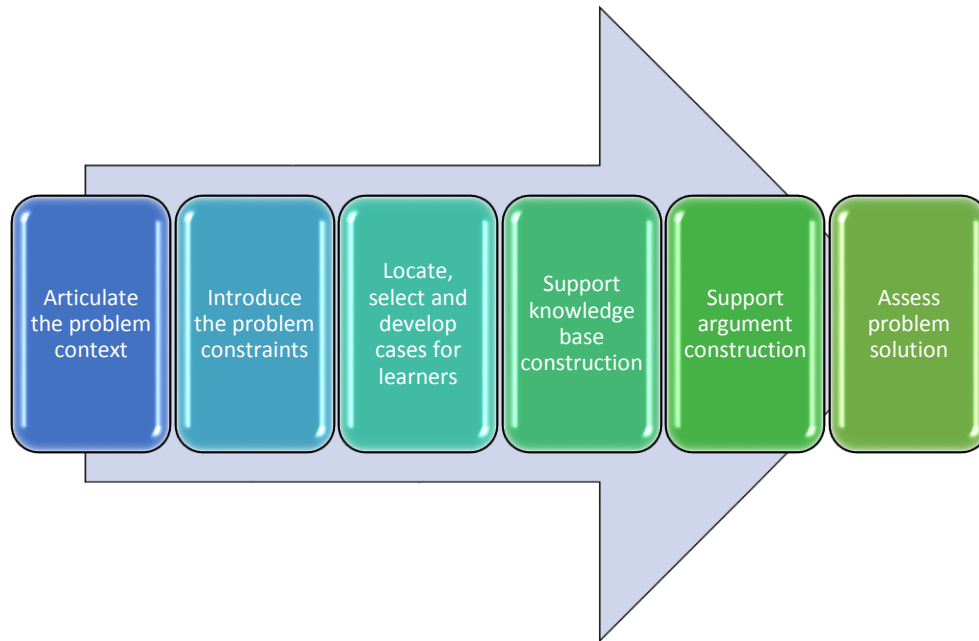 Articulate
the problem
context
Introduce
the problem
constraints
Locate,
select and
develop
cases for
learners
Support
knowledge
base
construction
Support
argument
construction
Assess
problem
solution